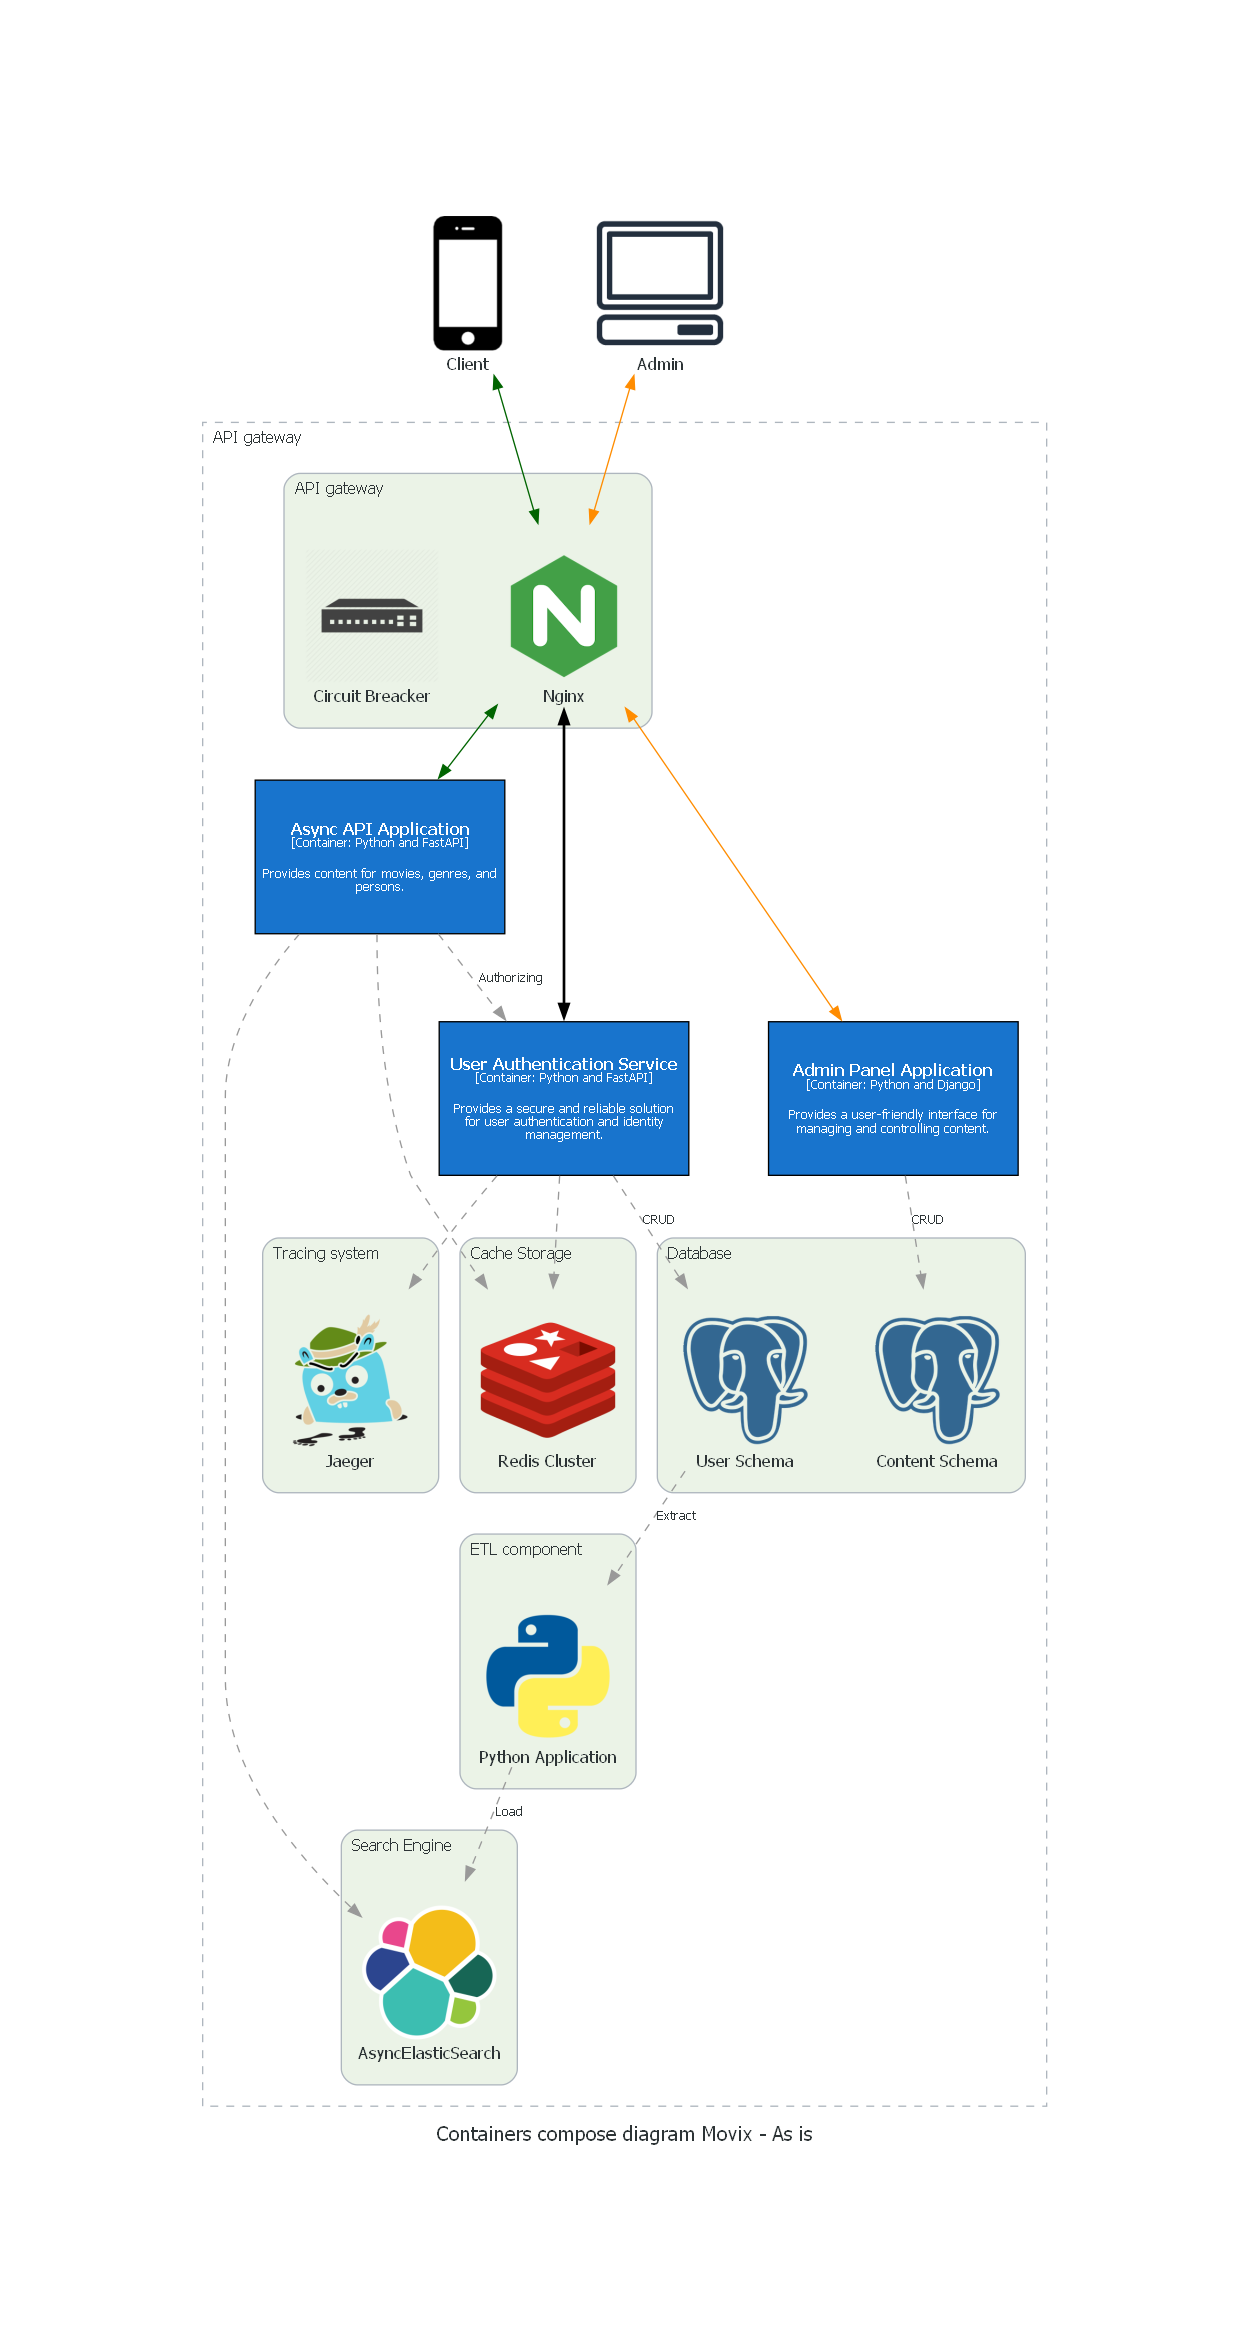 Client
Admin
API gateway
API gateway
Circuit Breacker
Nginx
Async API Application
[Container: Python and FastAPI]
Provides content for movies, genres, and
persons.
Authorizing
User Authentication Service
[Container: Python and FastAPI]
Provides a secure and reliable solution
for user authentication and identity
management.
Admin Panel Application
[Container: Python and Django]
Provides a user-friendly interface for
managing and controlling content.
CRUD
CRUD
Tracing system
Cache Storage
Database
Jaeger
Redis Cluster
User Schema
Content Schema
Extract
ETL component
Python Application
Load
Search Engine
AsyncElasticSearch
Containers compose diagram Movix - As is